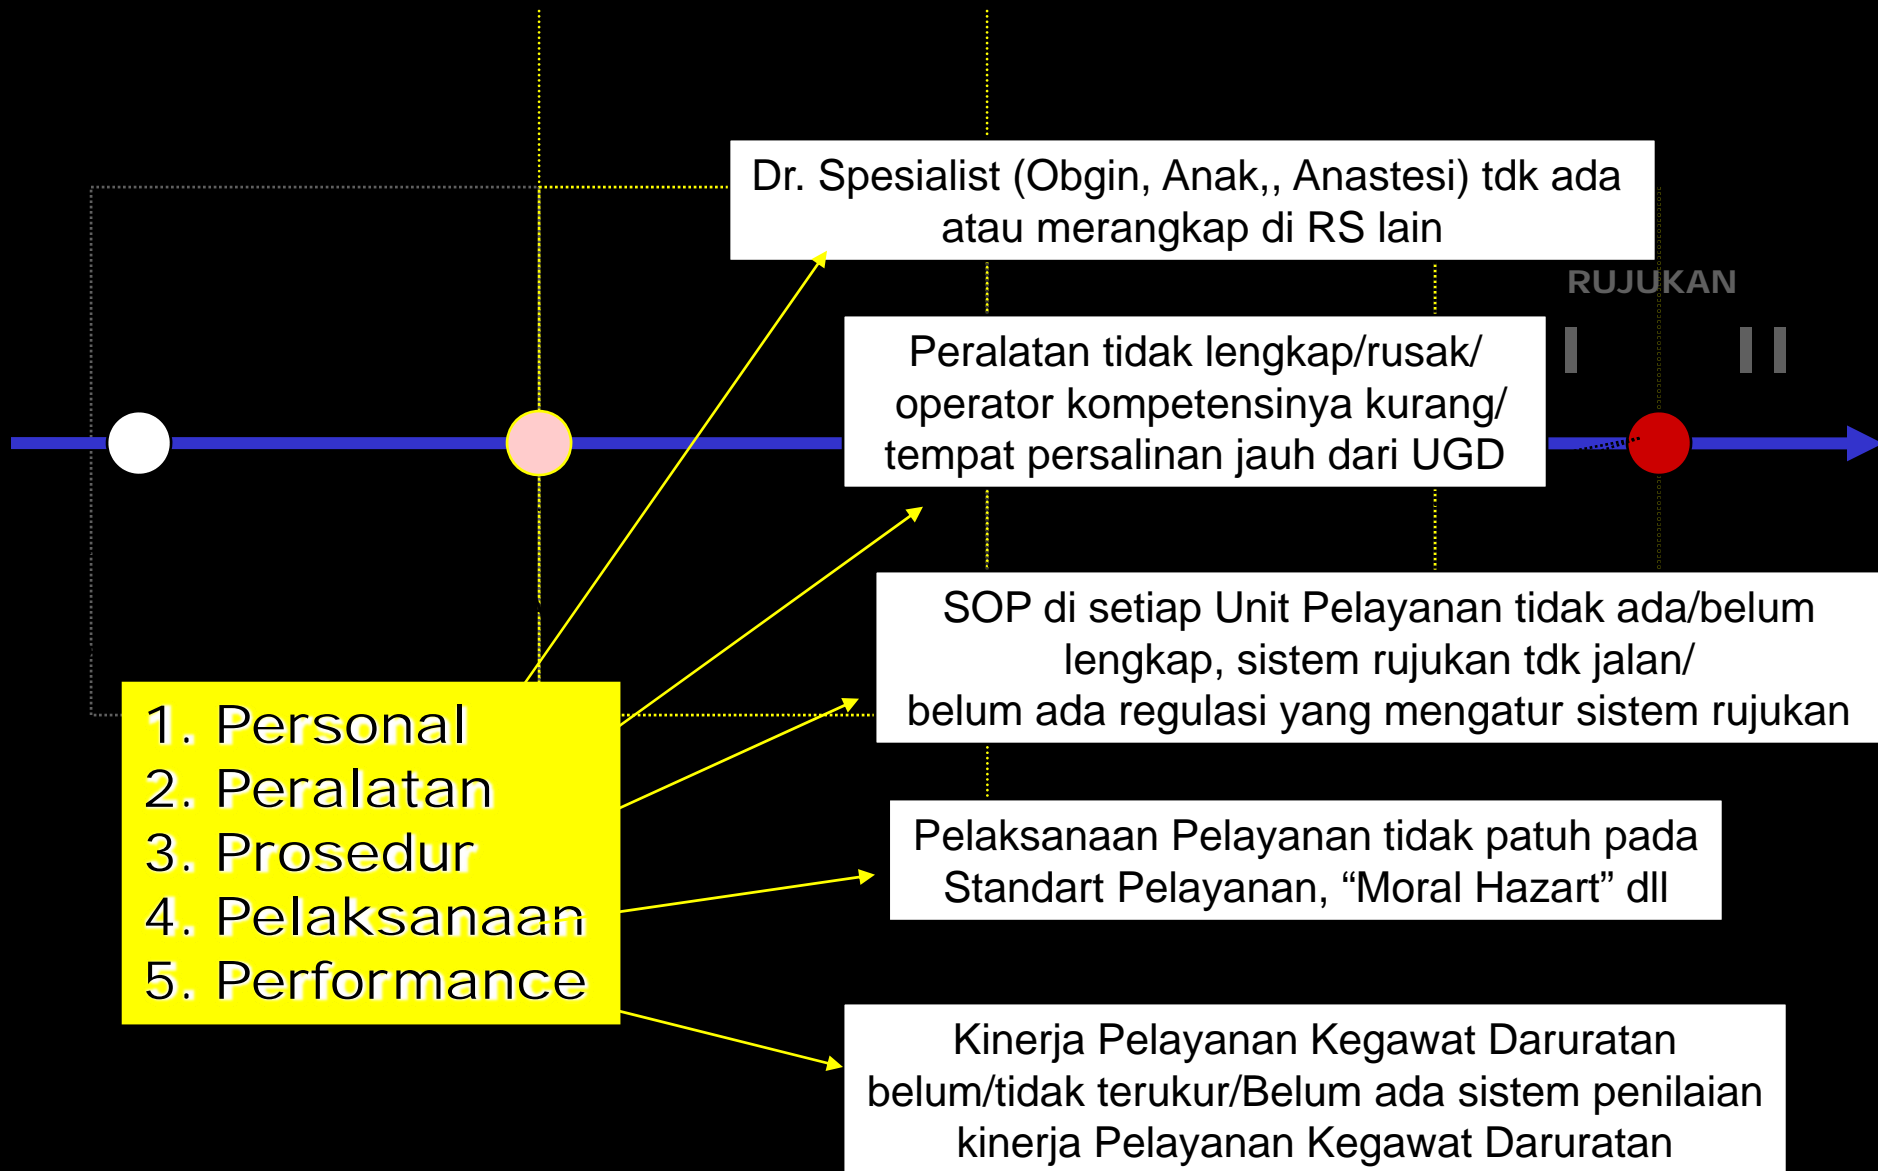 Dr. Spesialist (Obgin, Anak,, Anastesi) tdk ada
atau merangkap di RS lain
RUJUKAN
I II
Peralatan tidak lengkap/rusak/
operator kompetensinya kurang/
tempat persalinan jauh dari UGD
SOP di setiap Unit Pelayanan tidak ada/belum
lengkap, sistem rujukan tdk jalan/
belum ada regulasi yang mengatur sistem rujukan
1. Personal
2. Peralatan
3. Prosedur
4. Pelaksanaan
5. Performance
Pelaksanaan Pelayanan tidak patuh pada
Standart Pelayanan, “Moral Hazart” dll
Kinerja Pelayanan Kegawat Daruratan
belum/tidak terukur/Belum ada sistem penilaian
kinerja Pelayanan Kegawat Daruratan